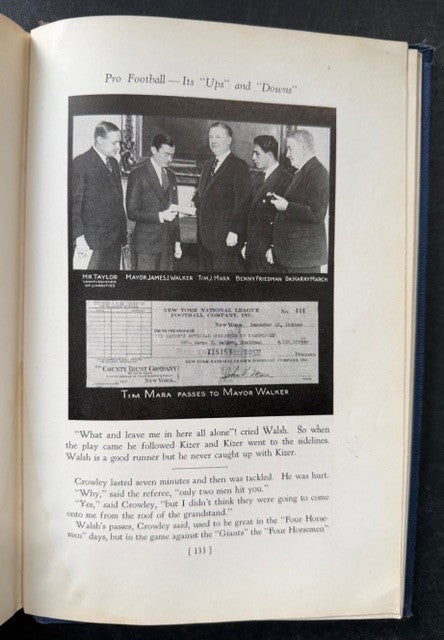 Pro Football — Its "Ups" and "Downs"
MR. TAYLOR
MAYOR JAMES J. WALKER
TIM J. MARA
BENNY FRIEDMAN
DR. HARRY MARCH
NEW YORK NATIONAL LEAGUE
FOOTBALL COMPANY, INC.
No. 444
NEW YORK,
COUNTY TRUST COMPANY
NEW YORK.
DOLLARS
TIM MARA PASSES TO MAYOR WALKER
"What and leave me in here all alone"! cried Walsh. So when
the play came he followed Kizer and Kizer went to the sidelines.
Walsh is a good runner but he never caught up with Kizer.
Crowley lasted seven minutes and then was tackled. He was hurt.
"Why," said the referee, "only two men hit you."
"Yes," said Crowley, "but I didn't think they were going to come
onto me from the roof of the grandstand."
Walsh's passes, Crowley said, used to be great in the "Four Horse-
men" days, but in the game against the "Giants" the "Four Horsemen"
[ 133 ]